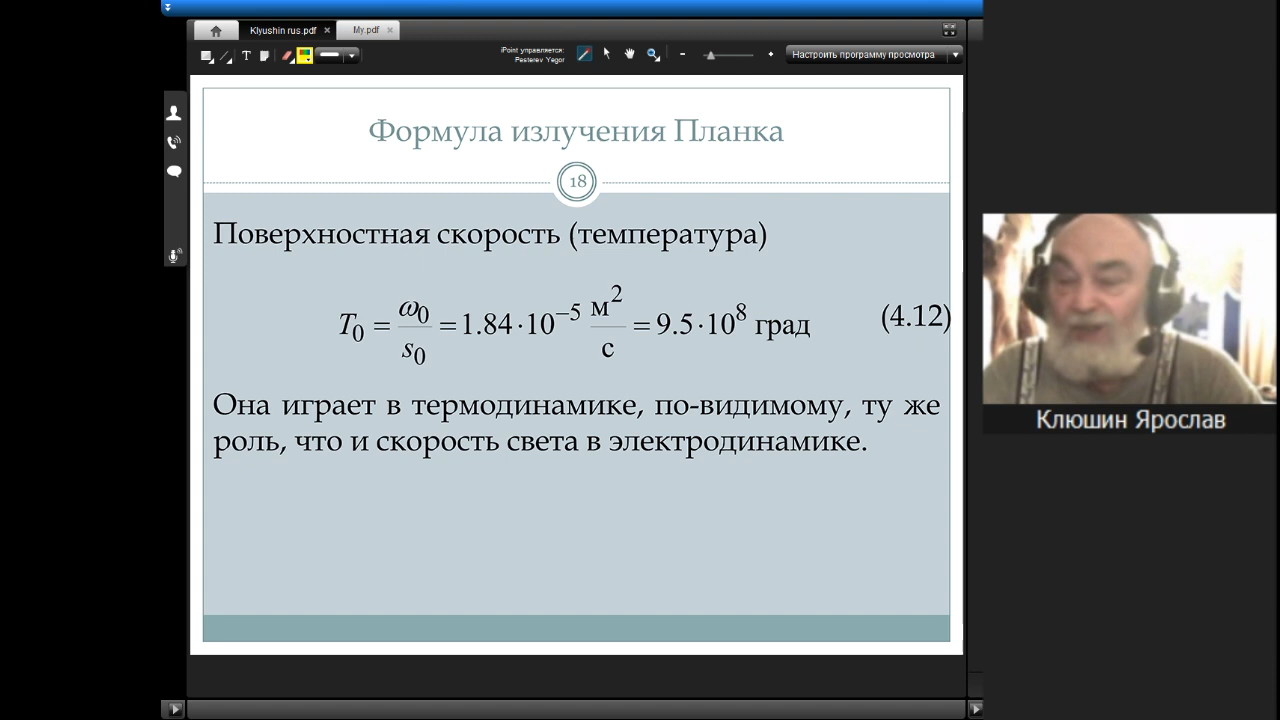 Klyushin rus.pdf
My.pdf
iPoint управляется:
Pesterev Yegor
Настроить программу просмотра
Формула излучения Планка
18
Поверхностная скорость (температура)
T₀ = ω₀/s₀ = 1.84·10⁻⁵ м²/с = 9.5·10⁸ град (4.12)
Она играет в термодинамике, по-видимому, ту же
роль, что и скорость света в электродинамике.
Клюшин Ярослав